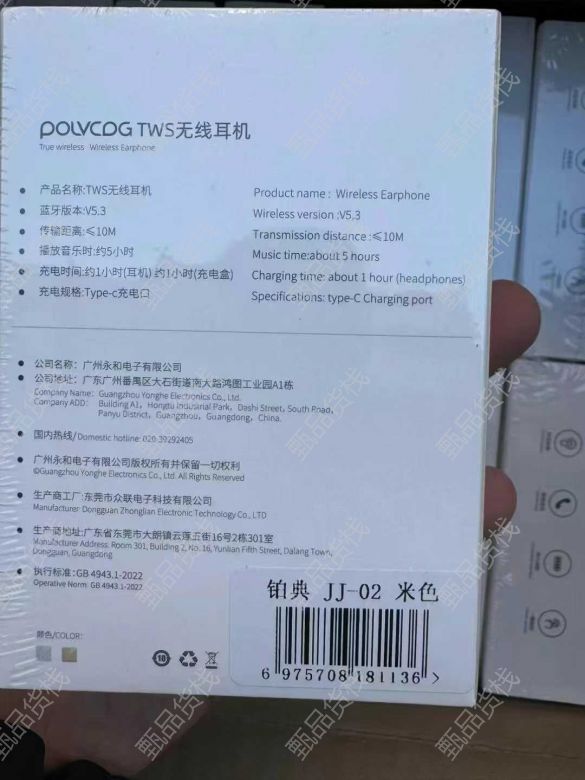 POLVCDG TWS无线耳机
True wireless Wireless Earphone
产品名称:TWS无线耳机
蓝牙版本:V5.3
传输距离:≤10M
播放音乐时:约5小时
充电时间:约1小时(耳机) 约1小时(充电盒)
充电规格:Type-c充电口
Product name : Wireless Earphone
Wireless version :V5.3
Transmission distance :≤10M
Music time:about 5 hours
Charging time: about 1 hour (headphones)
Specifications: type-C Charging port
公司名称：广州永和电子有限公司
公司地址：广东广州番禺区大石街道南大路鸿图工业园A1栋
Company Name: Guangzhou Yonghe Electronics Co., Ltd.
Company ADD: Building A1, Hongtu Industrial Park, Dashi Street, South Road,
Panyu District, Guangzhou, Guangdong, China.
国内热线/Domestic hotline: 020-39292405
广州永和电子有限公司版权所有并保留一切权利
©Guangzhou Yonghe Electronics Co., Ltd. All Rights Reserved
生产商工厂:东莞市众联电子科技有限公司
Manufacturer Dongguan Zhonglian Electronic Technology Co., LTD
生产商地址:广东省东莞市大朗镇云莲五街16号2栋301室
Manufacturer Address. Room 301, Building 2, No. 16, Yunlian Fifth Street, Dalang Town,
Dongguan, Guangdong
执行标准:GB 4943.1-2022
Operative Norm: GB 4943.1-2022
颜色/COLOR:
10
铂典 JJ-02 米色
6 975708 181136 >
甄品货栈